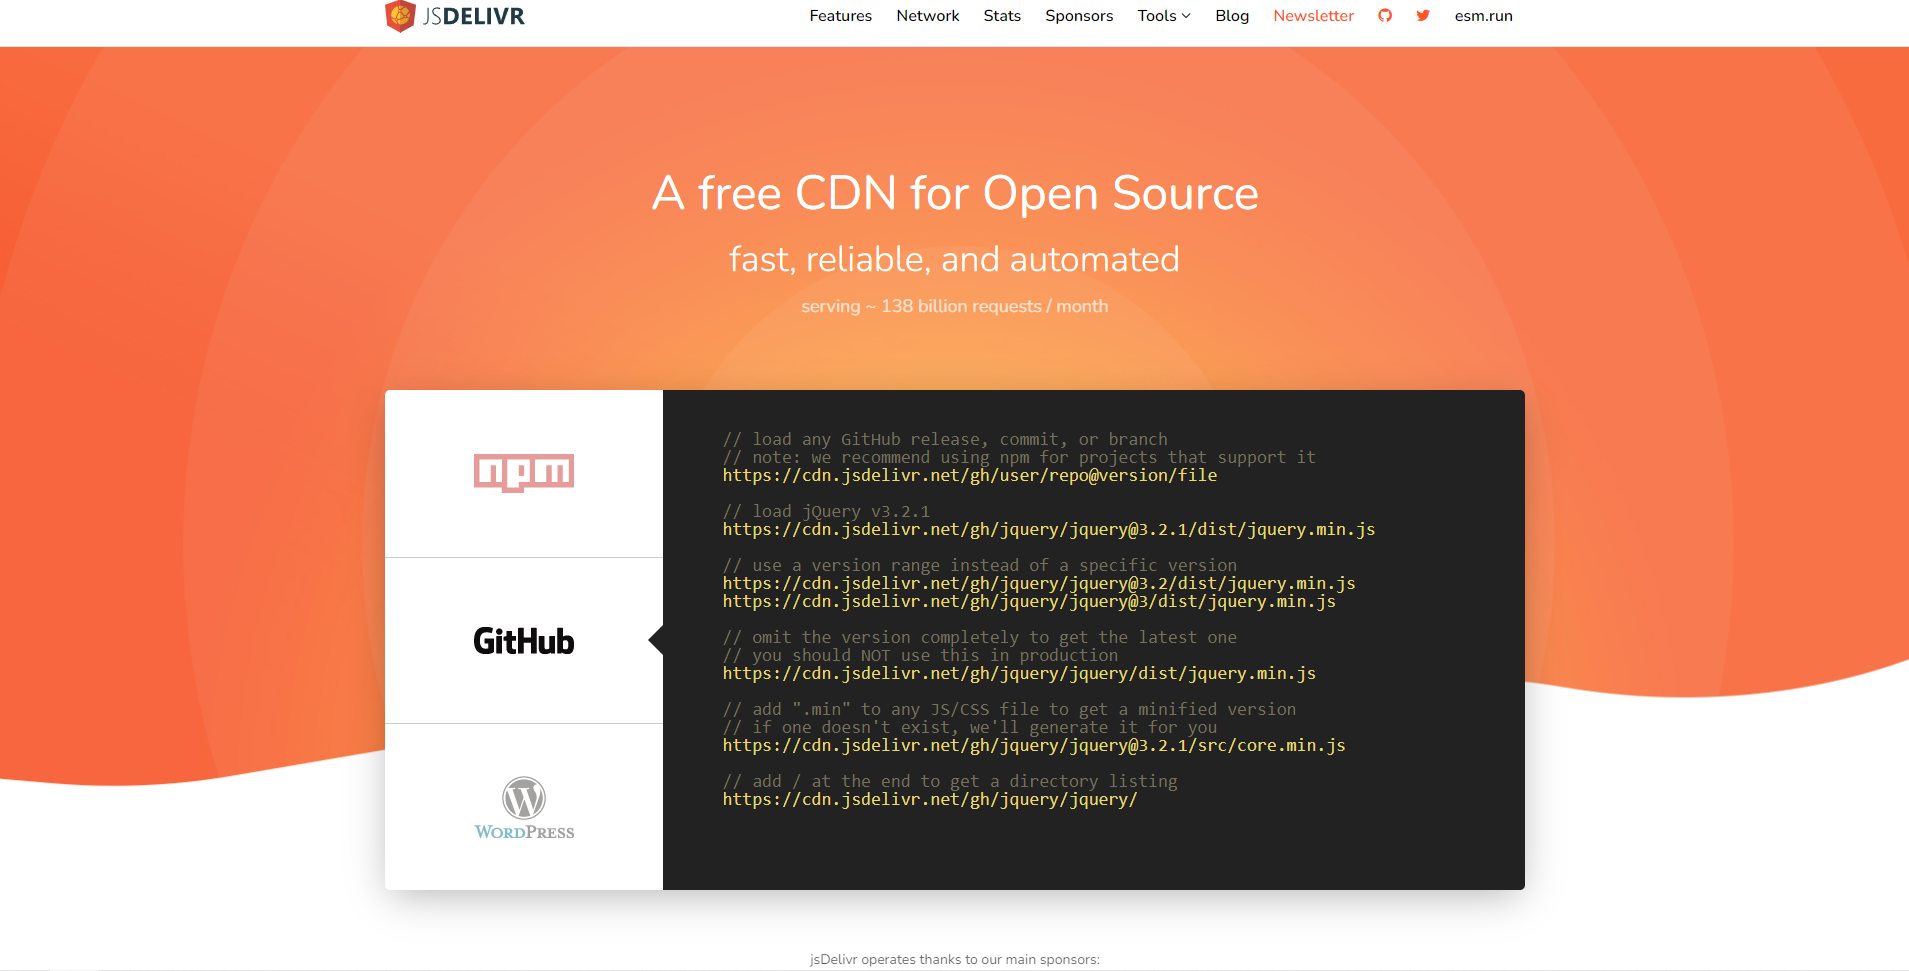 JSDELIVR
Features Network Stats Sponsors Tools Blog Newsletter esm.run
A free CDN for Open Source
fast, reliable, and automated
serving ~ 138 billion requests / month
npm
GitHub
WORDPRESS
// load any GitHub release, commit, or branch
// note: we recommend using npm for projects that support it
https://cdn.jsdelivr.net/gh/user/repo@version/file
// load jQuery v3.2.1
https://cdn.jsdelivr.net/gh/jquery/jquery@3.2.1/dist/jquery.min.js
// use a version range instead of a specific version
https://cdn.jsdelivr.net/gh/jquery/jquery@3.2/dist/jquery.min.js
https://cdn.jsdelivr.net/gh/jquery/jquery@3/dist/jquery.min.js
// omit the version completely to get the latest one
// you should NOT use this in production
https://cdn.jsdelivr.net/gh/jquery/jquery/dist/jquery.min.js
// add ".min" to any JS/CSS file to get a minified version
// if one doesn't exist, we'll generate it for you
https://cdn.jsdelivr.net/gh/jquery/jquery@3.2.1/src/core.min.js
// add / at the end to get a directory listing
https://cdn.jsdelivr.net/gh/jquery/jquery/
jsDelivr operates thanks to our main sponsors: